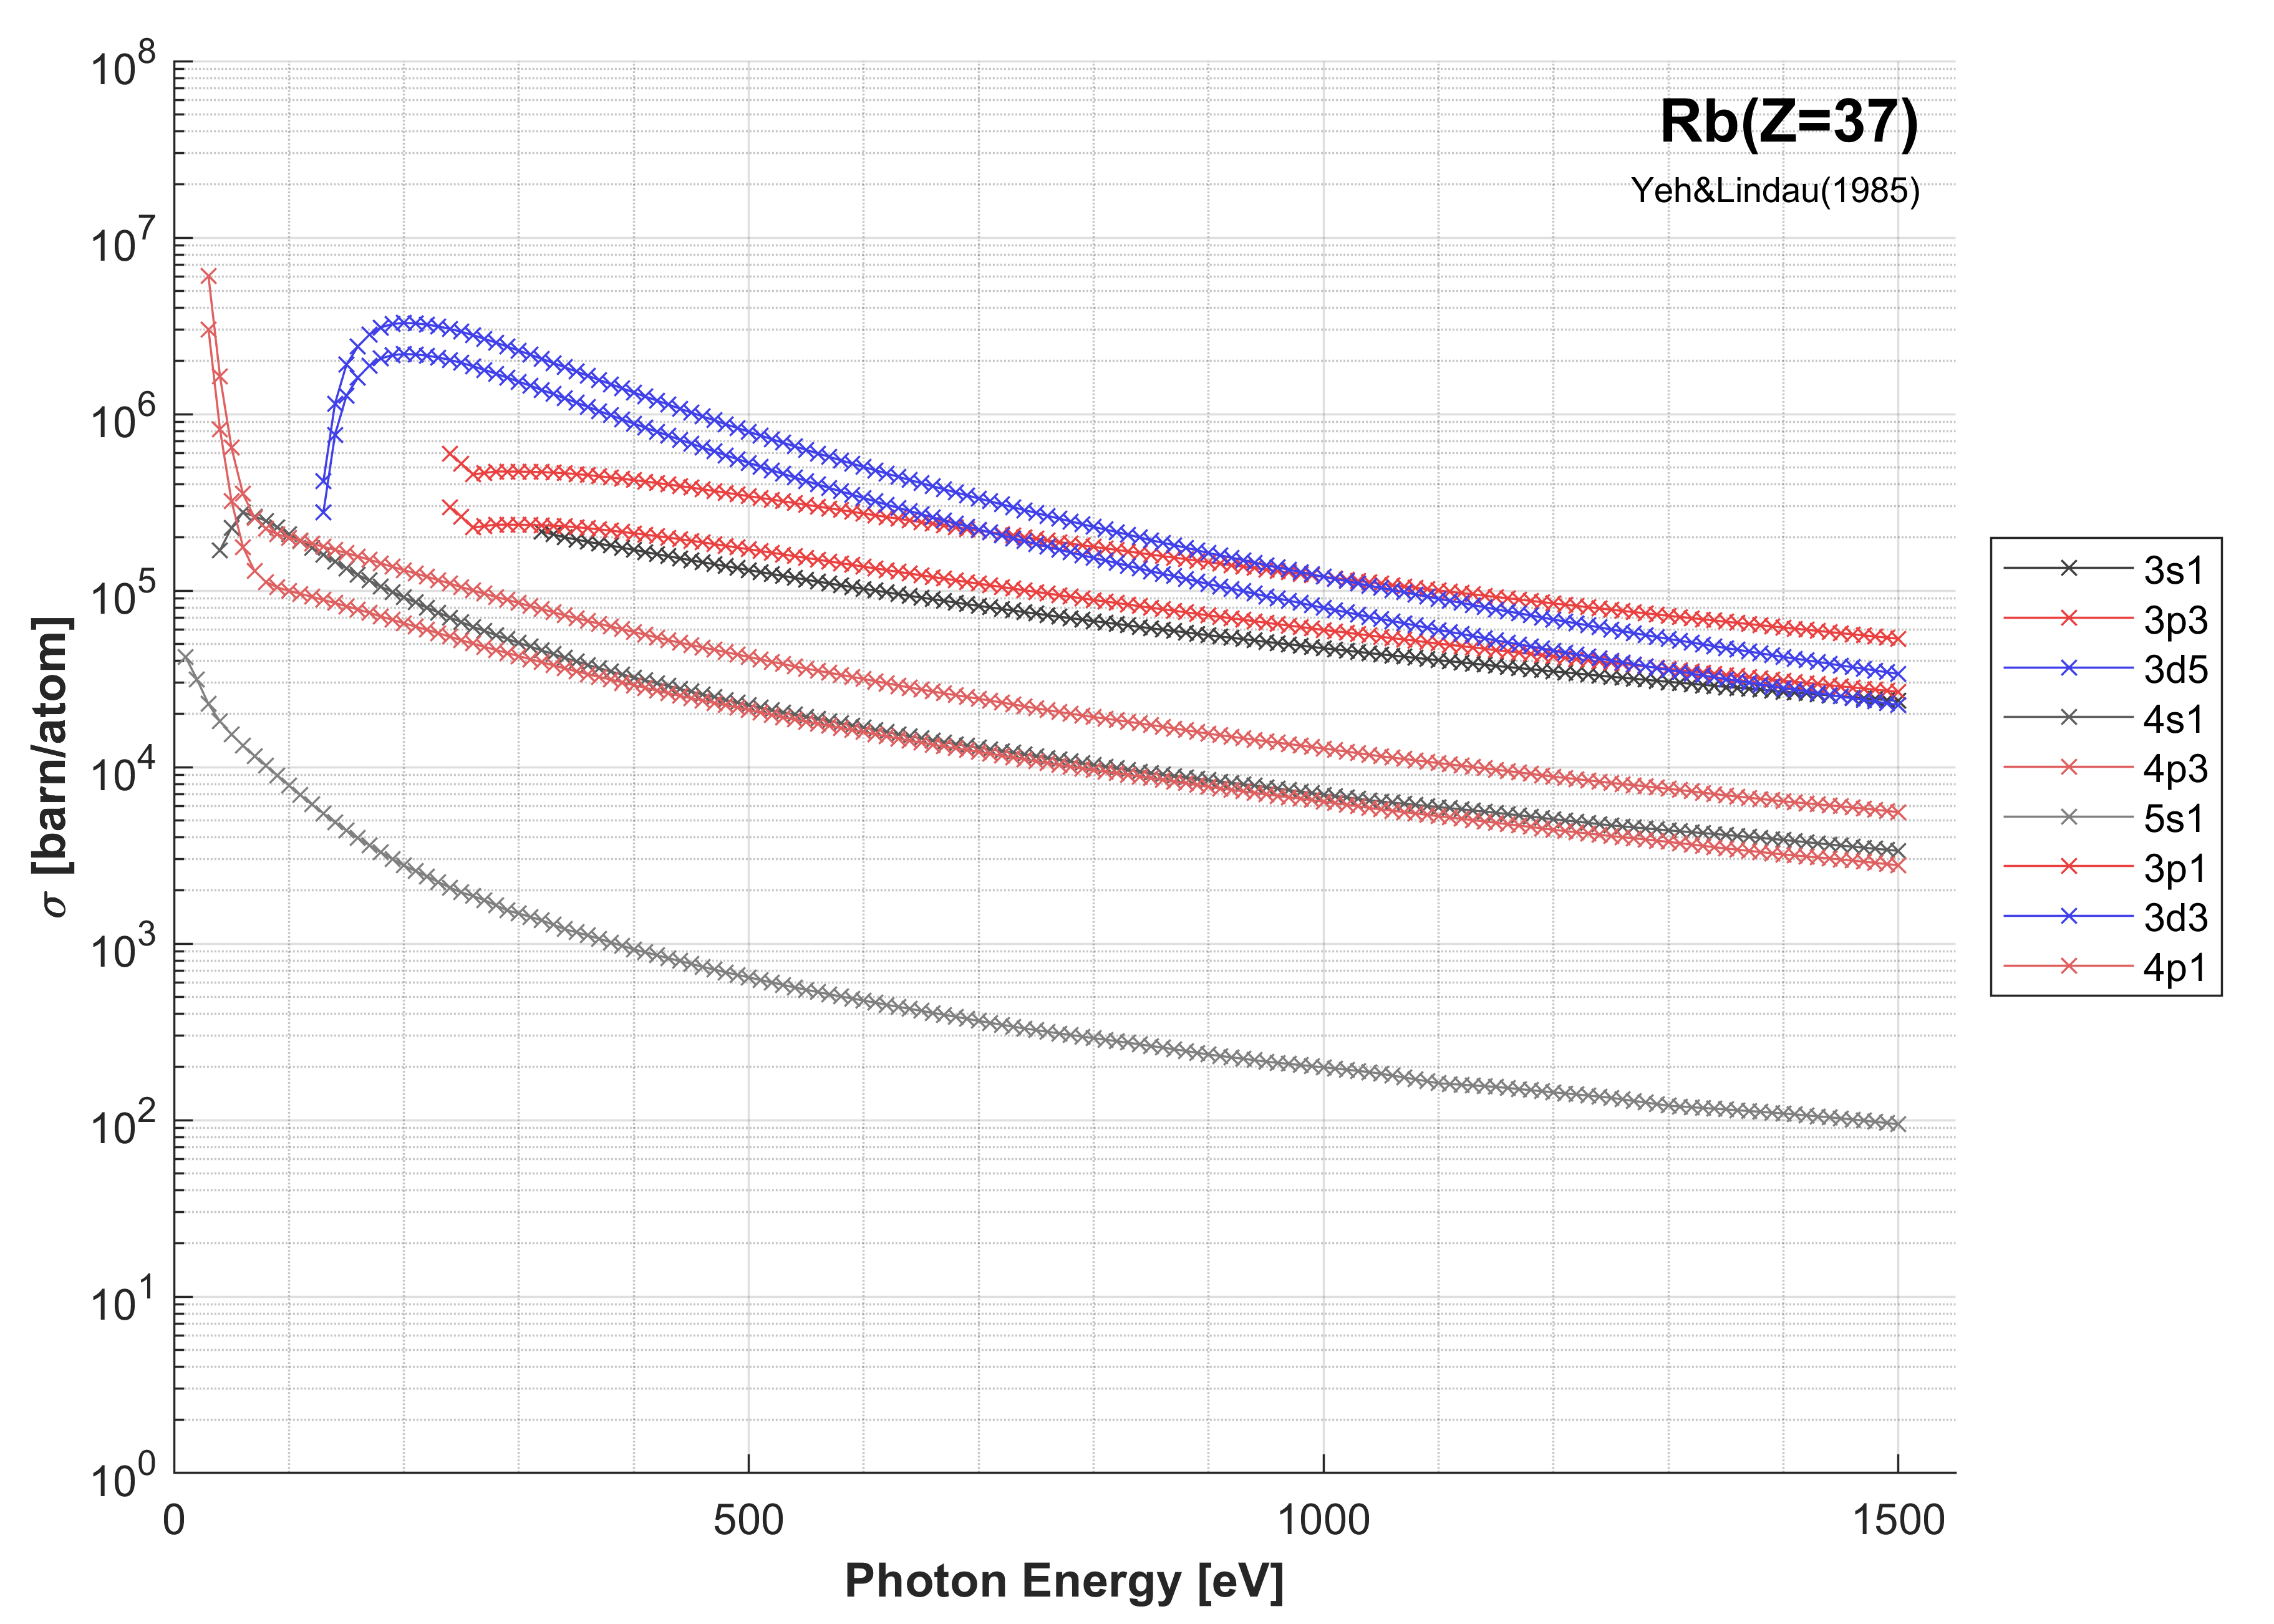 Rb(Z=37)
Yeh&Lindau(1985)
10^8
10^7
10^6
10^5
10^4
10^3
10^2
10^1
10^0
σ [barn/atom]
0 500 1000 1500
Photon Energy [eV]
3s1
3p3
3d5
4s1
4p3
5s1
3p1
3d3
4p1